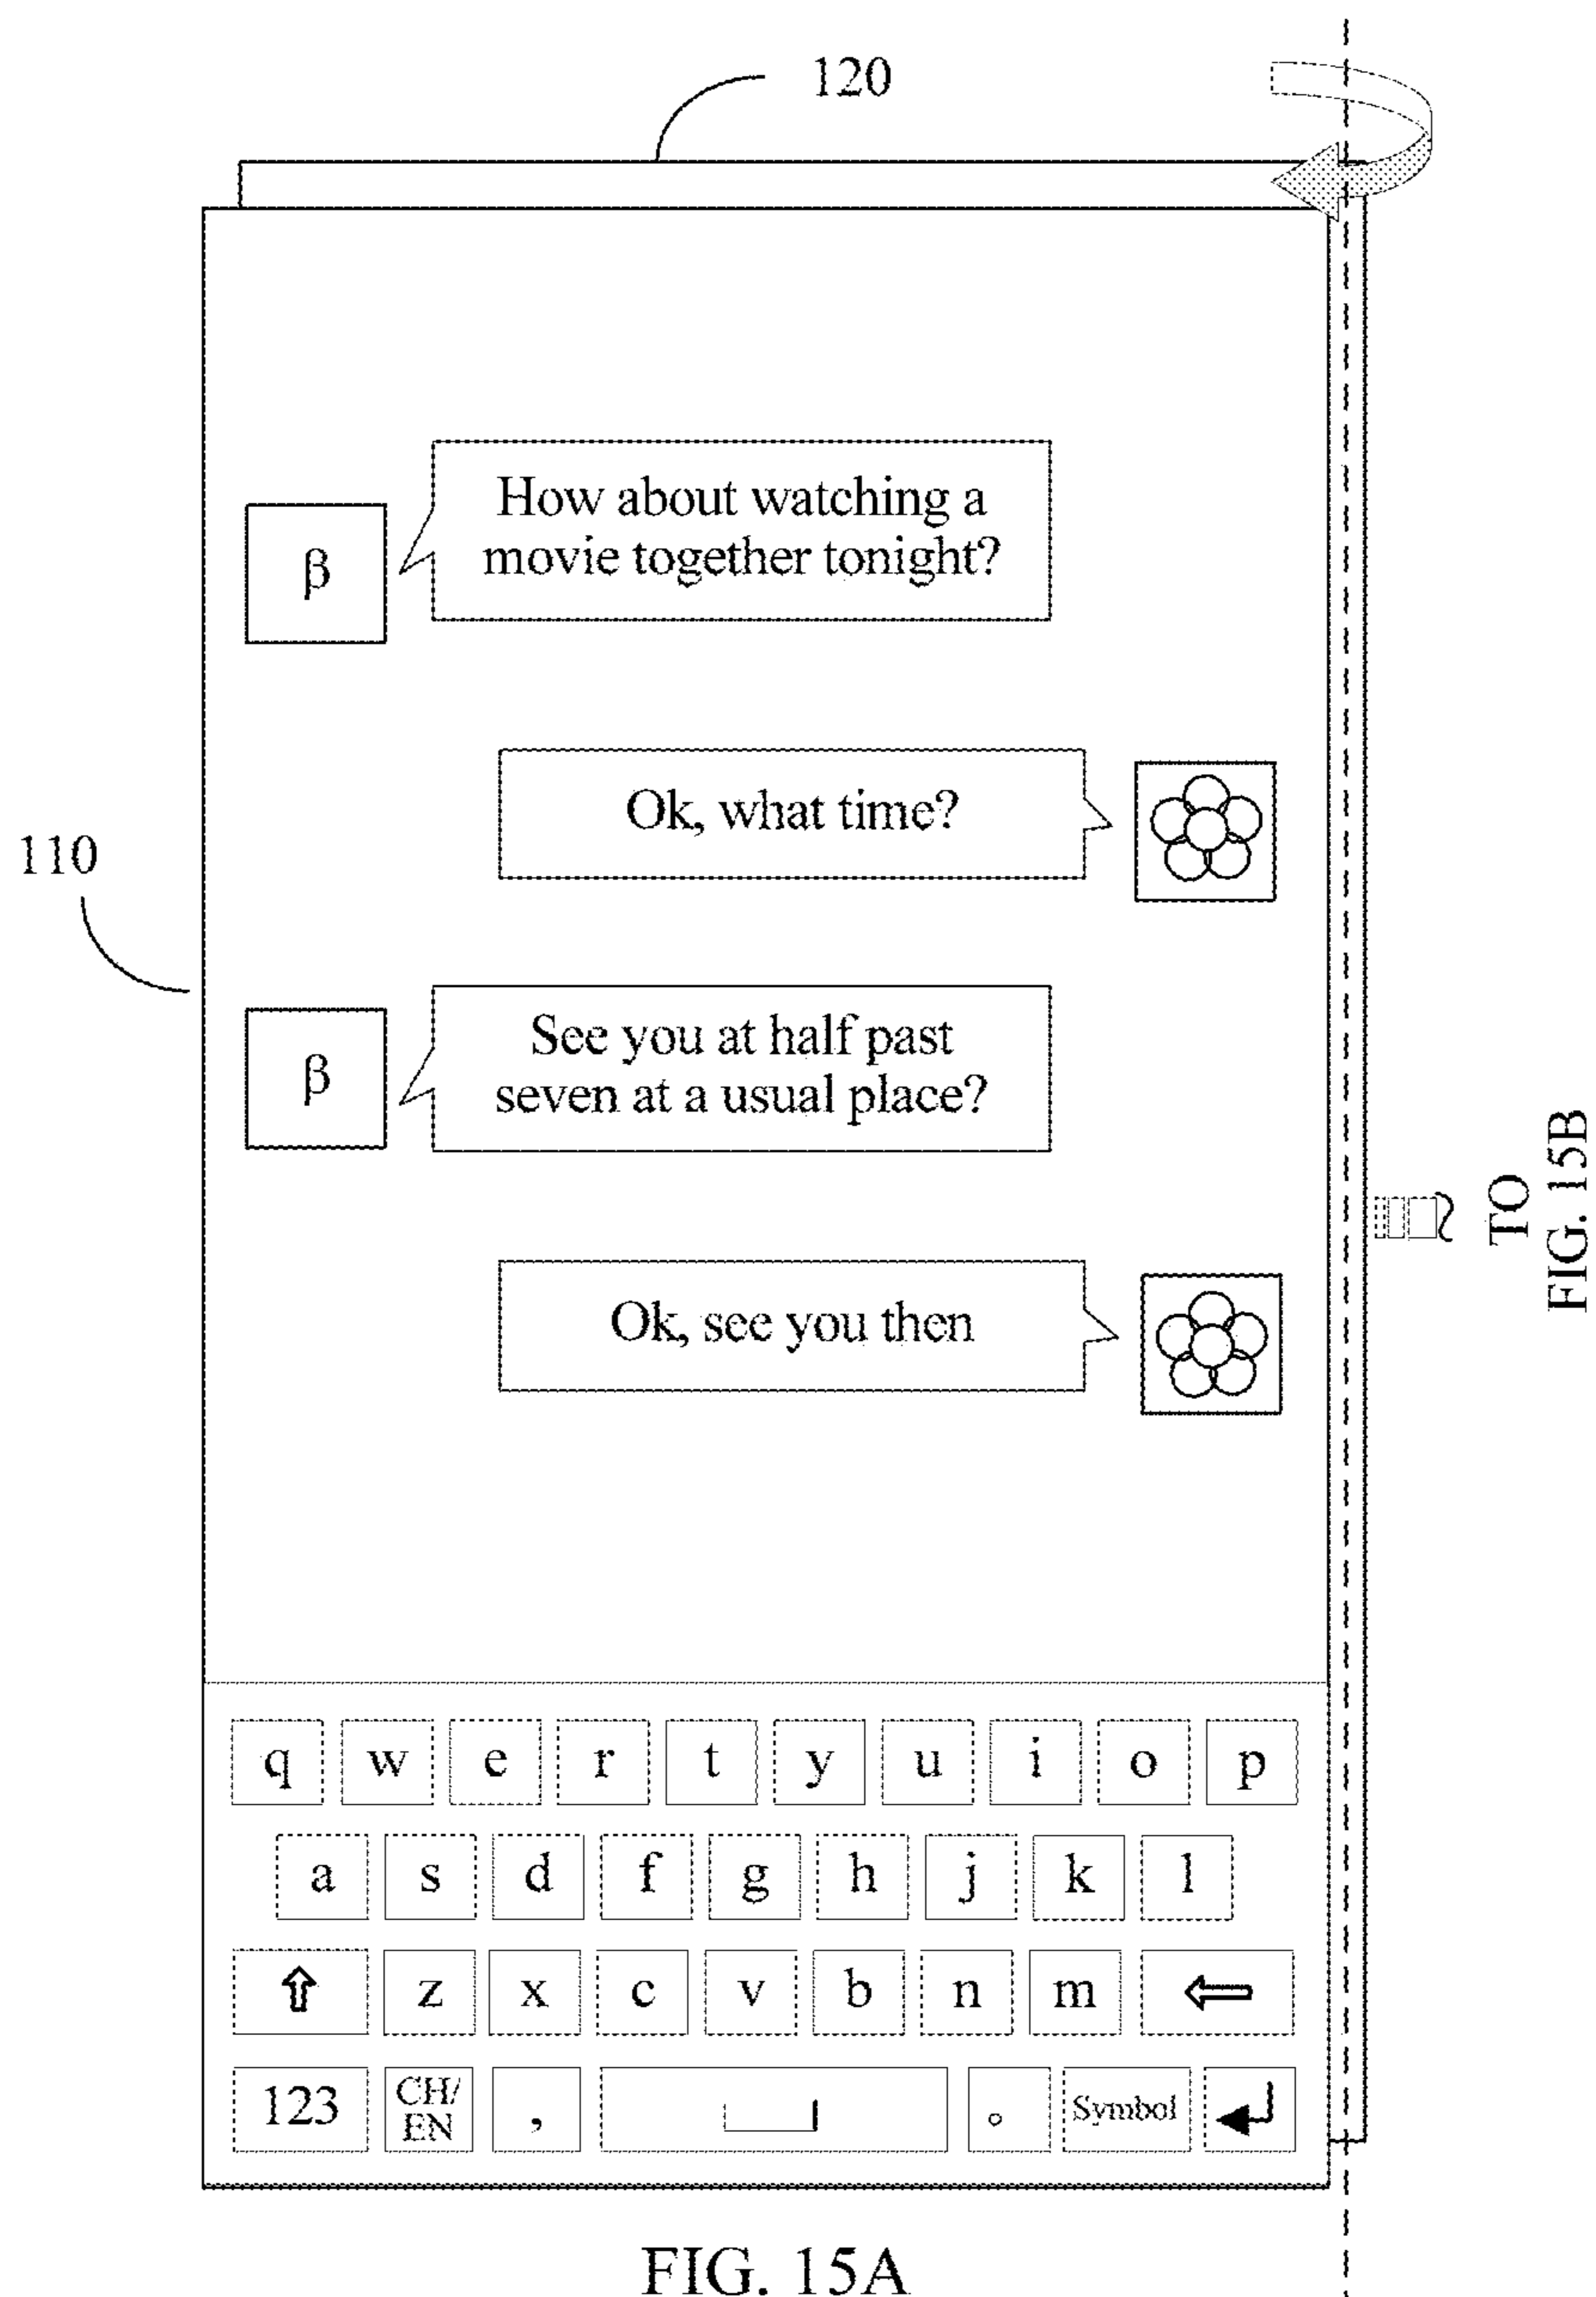 120
β
How about watching a
movie together tonight?
Ok, what time?
110
β
See you at half past
seven at a usual place?
TO
FIG. 15B
Ok, see you then
q w e r t y u i o p
a s d f g h j k l
z x c v b n m
123 CH/EN , 。 Symbol
FIG. 15A